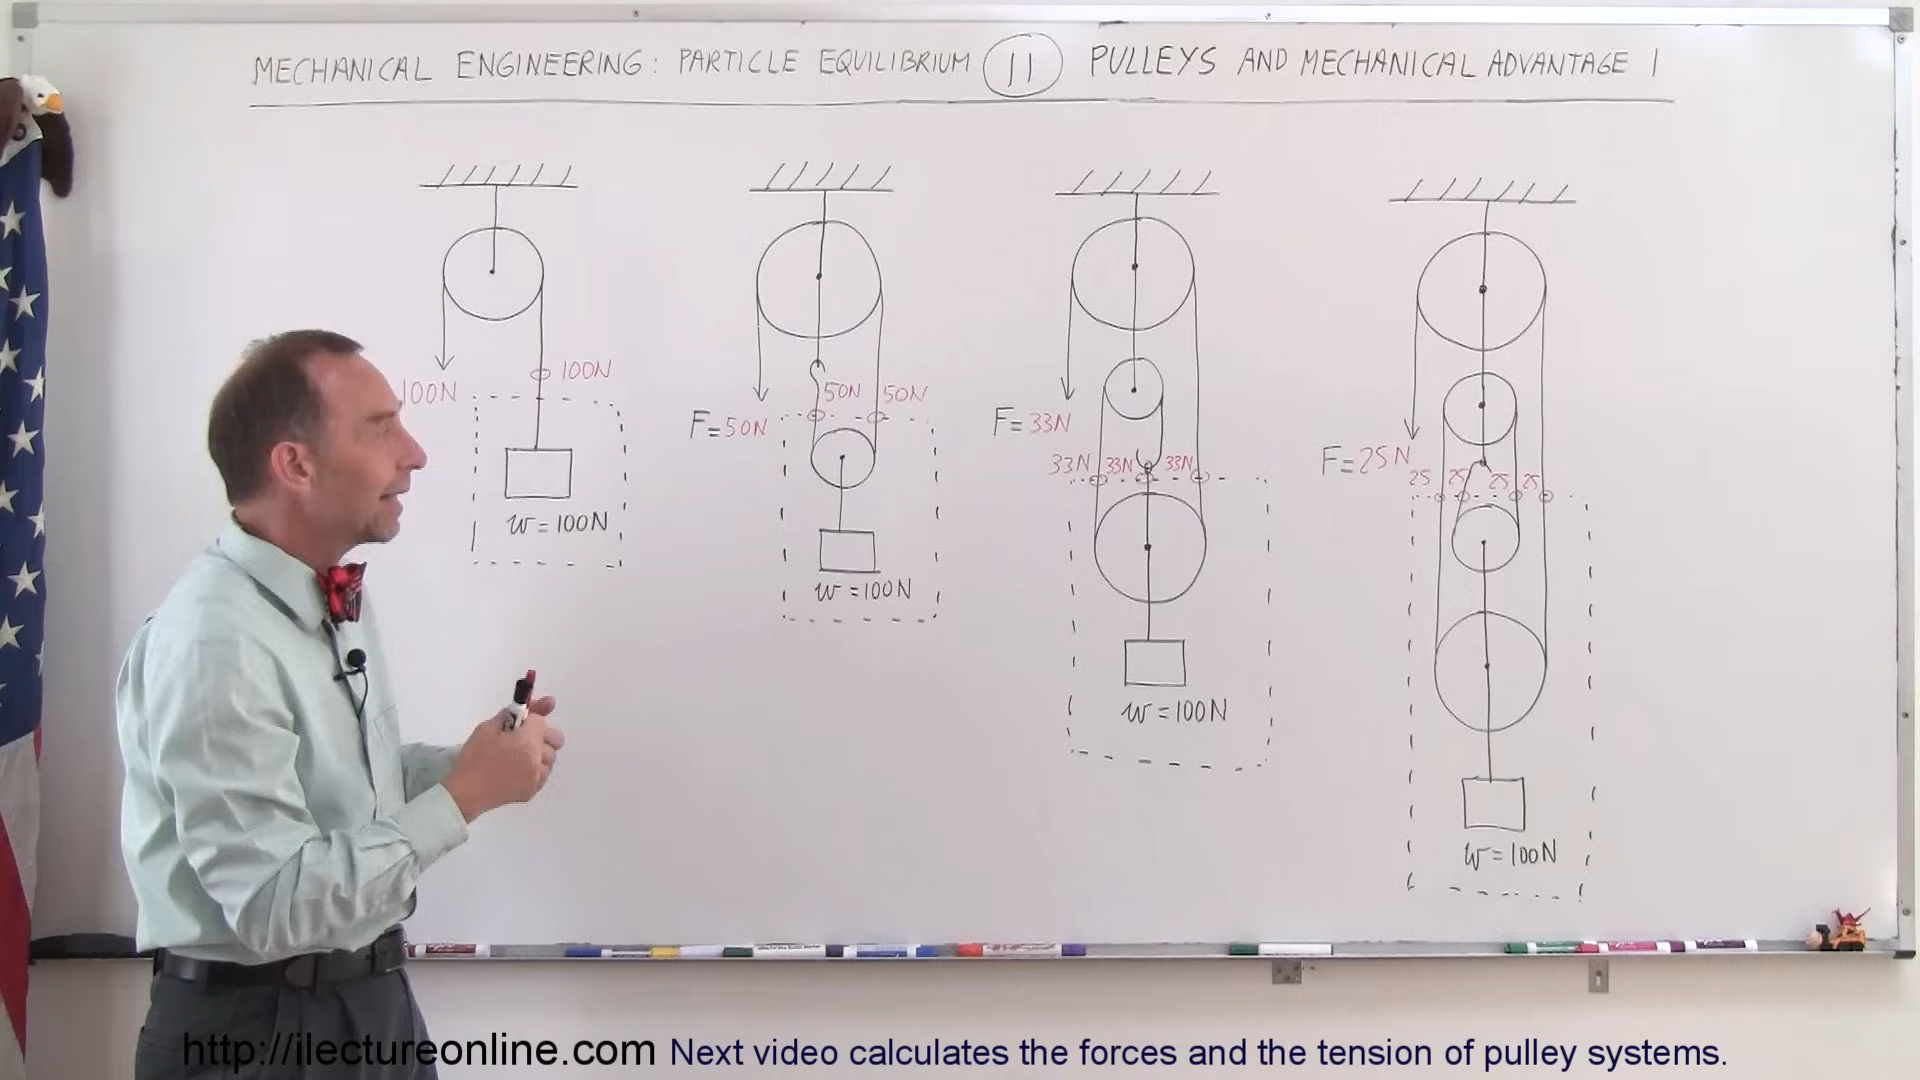 MECHANICAL ENGINEERING: PARTICLE EQUILIBRIUM 11 PULLEYS AND MECHANICAL ADVANTAGE 1
100N
100N
W=100N
50N
50N
F=50N
W=100N
F=33N
33N 33N 33N
W=100N
F=25N
25 25 25 25
W=100N
http://ilectureonline.com Next video calculates the forces and the tension of pulley systems.